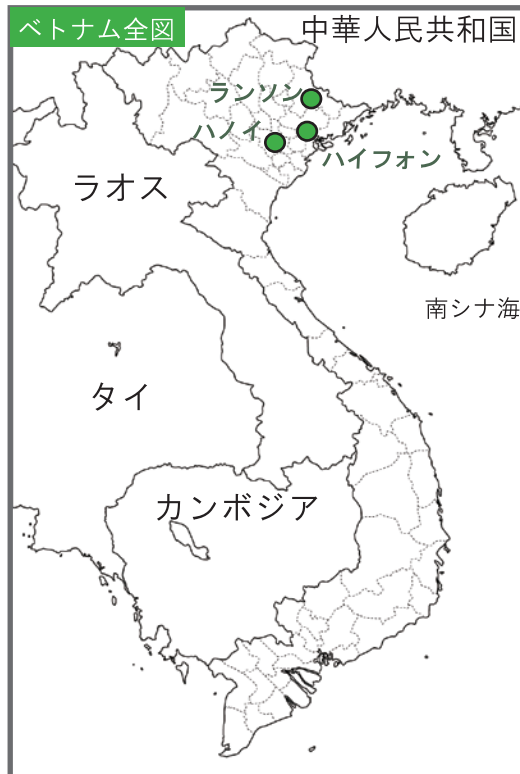 ベトナム全図
中華人民共和国
ランソン
ハノイ
ハイフォン
ラオス
南シナ海
タイ
カンボジア